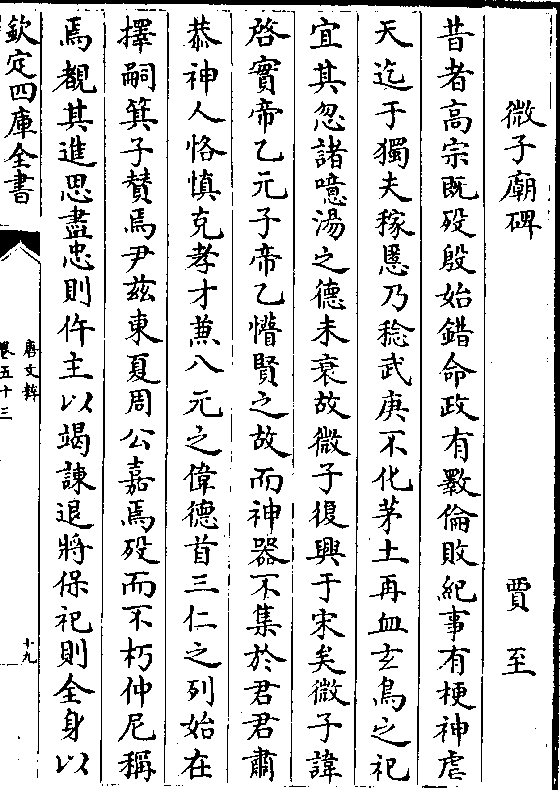 微子廟碑　賈至
昔者高宗既歿殷始錯命政有斁倫敗紀事有梗神虐
天迄于獨夫稼慝乃稔武庚不化茅土再血玄鳥之祀
宜其忽諸噫湯之德未衰故微子復興于宋矣微子諱
啓實帝乙元子帝乙懵賢之故而神器不集於君君肅
恭神人恪慎克孝才兼八元之偉德首三仁之列始在
擇嗣箕子賛焉尹茲東夏周公嘉焉歿而不朽仲尼稱
焉覩其進思盡忠則仵主以竭諫退將保祀則全身以
欽定四庫全書
唐文粹
卷五十三
十九